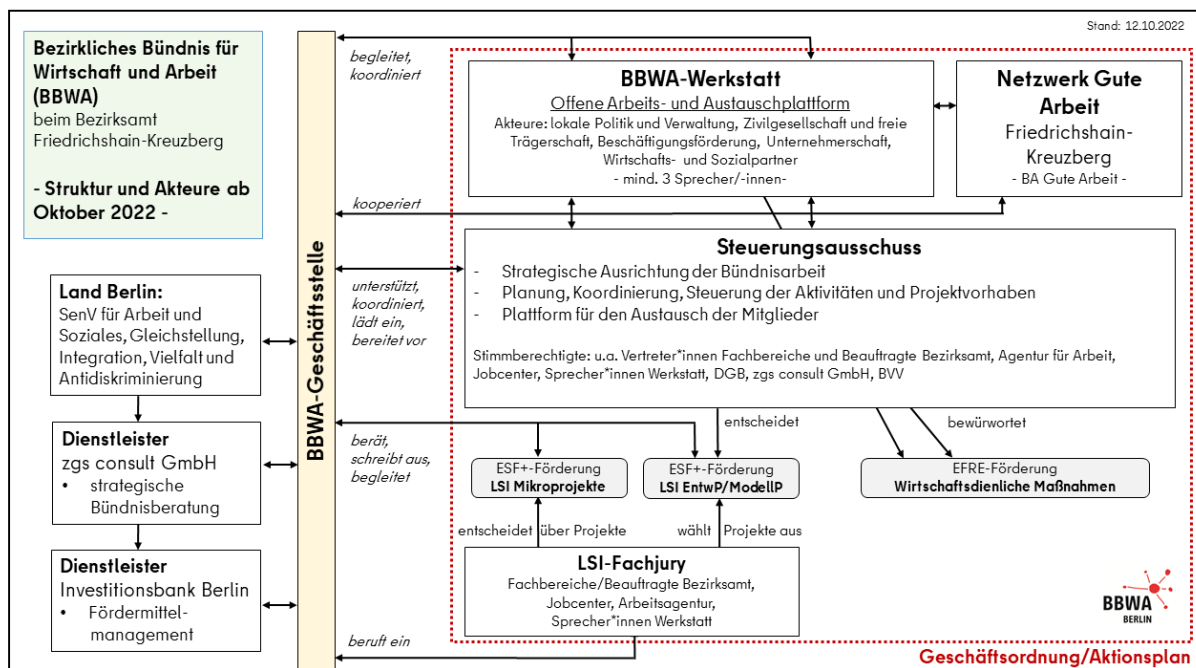 Stand: 12.10.2022
Bezirkliches Bündnis für
Wirtschaft und Arbeit
(BBWA)
beim Bezirksamt
Friedrichshain-Kreuzberg
- Struktur und Akteure ab
Oktober 2022 -
Land Berlin:
SenV für Arbeit und
Soziales, Gleichstellung,
Integration, Vielfalt und
Antidiskriminierung
Dienstleister
zgs consult GmbH
• strategische
Bündnisberatung
Dienstleister
Investitionsbank Berlin
• Fördermittel-
management
BBWA-Geschäftsstelle
begleitet,
koordiniert
kooperiert
unterstützt,
koordiniert,
lädt ein,
bereitet vor
berät,
schreibt aus,
begleitet
beruft ein
BBWA-Werkstatt
Offene Arbeits- und Austauschplattform
Akteure: lokale Politik und Verwaltung, Zivilgesellschaft und freie
Trägerschaft, Beschäftigungsförderung, Unternehmerschaft,
Wirtschafts- und Sozialpartner
- mind. 3 Sprecher/-innen-
Netzwerk Gute
Arbeit
Friedrichshain-
Kreuzberg
- BA Gute Arbeit -
Steuerungsausschuss
- Strategische Ausrichtung der Bündnisarbeit
- Planung, Koordinierung, Steuerung der Aktivitäten und Projektvorhaben
- Plattform für den Austausch der Mitglieder
Stimmberechtigte: u.a. Vertreter*innen Fachbereiche und Beauftragte Bezirksamt, Agentur für Arbeit,
Jobcenter, Sprecher*innen Werkstatt, DGB, zgs consult GmbH, BVV
entscheidet
bewürwortet
ESF+-Förderung
LSI Mikroprojekte
ESF+-Förderung
LSI EntwP/ModellP
EFRE-Förderung
Wirtschaftsdienliche Maßnahmen
entscheidet über Projekte
wählt Projekte aus
LSI-Fachjury
Fachbereiche/Beauftragte Bezirksamt,
Jobcenter, Arbeitsagentur,
Sprecher*innen Werkstatt
BBWA
BERLIN
Geschäftsordnung/Aktionsplan